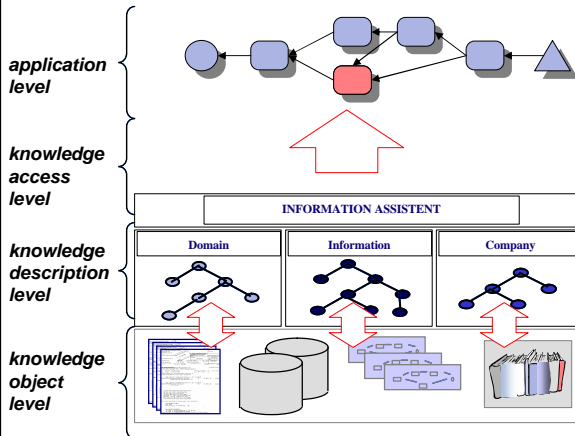 application
level
knowledge
access
level
INFORMATION ASSISTENT
knowledge
description
level
Domain
Information
Company
knowledge
object
level